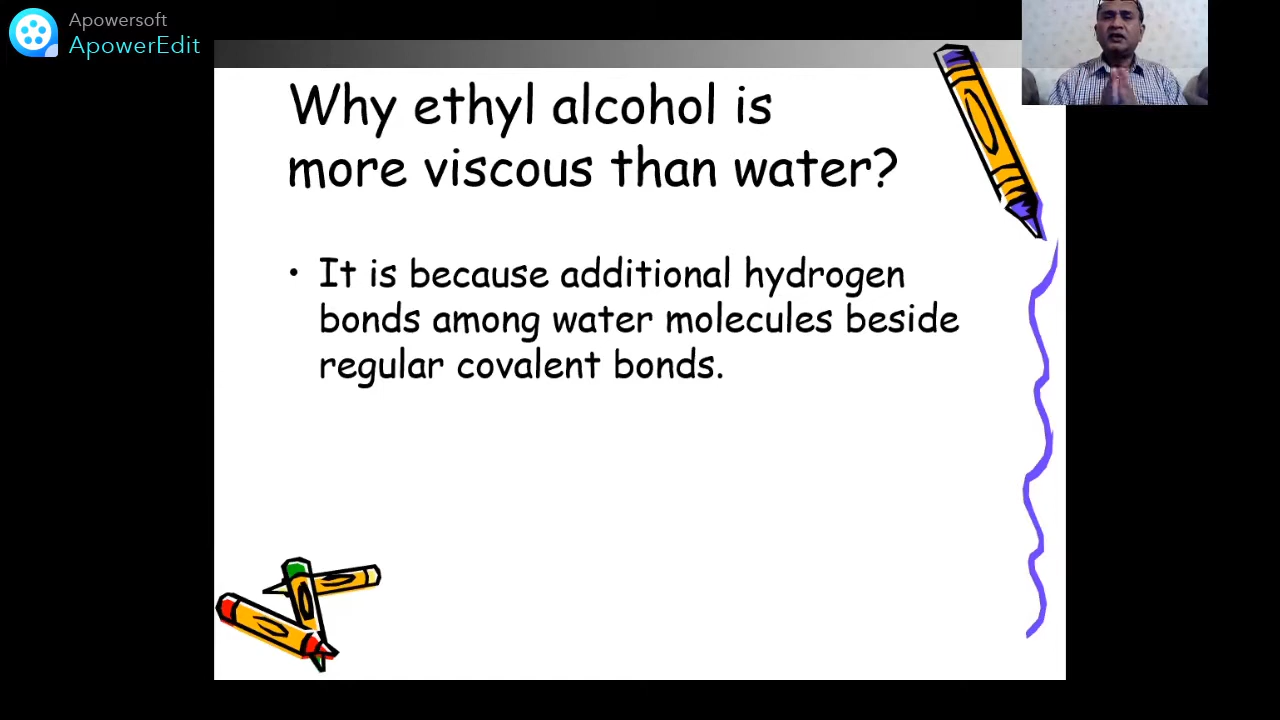 Apowersoft
ApowerEdit
Why ethyl alcohol is
more viscous than water?
• It is because additional hydrogen
bonds among water molecules beside
regular covalent bonds.